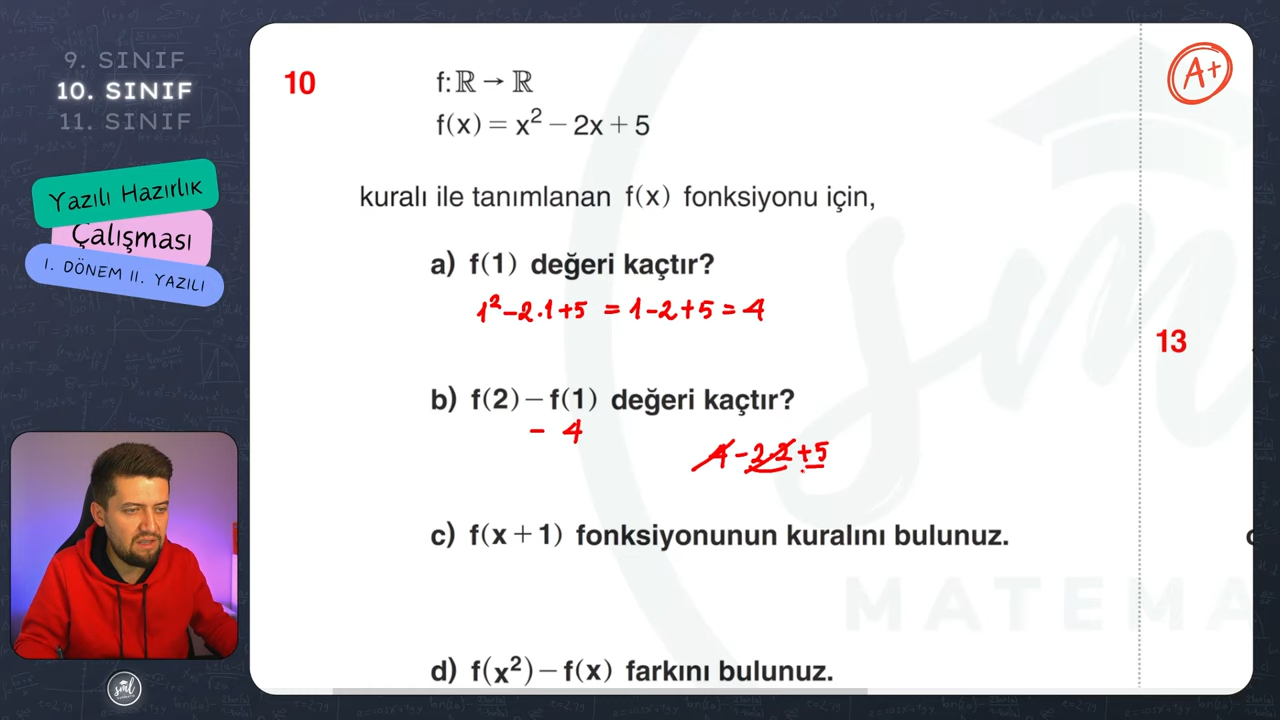 9. SINIF
10. SINIF
11. SINIF
Yazılı Hazırlık
Çalışması
I. DÖNEM II. YAZILI
sml
10
f: ℝ → ℝ
f(x) = x² − 2x + 5
kuralı ile tanımlanan f(x) fonksiyonu için,
a) f(1) değeri kaçtır?
1² − 2.1 + 5 = 1 − 2 + 5 = 4
b) f(2) − f(1) değeri kaçtır?
− 4
4 − 2.2 + 5
c) f(x + 1) fonksiyonunun kuralını bulunuz.
d) f(x²) − f(x) farkını bulunuz.
A+
13
sm
MATEMA